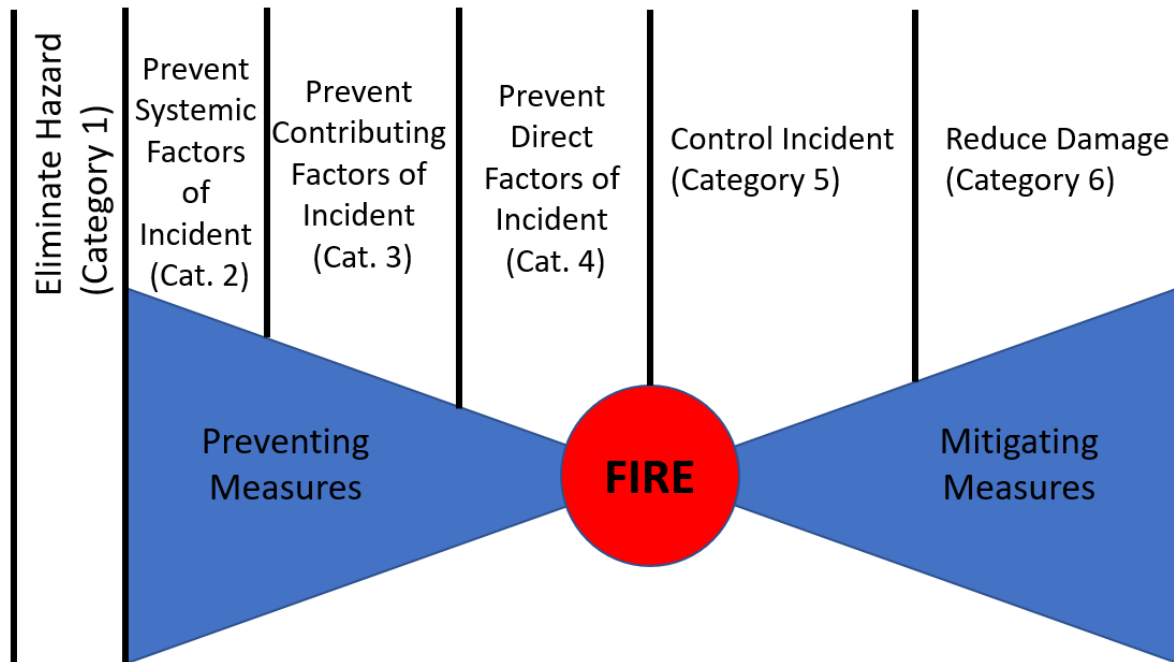 Eliminate Hazard
(Category 1)
Prevent
Systemic
Factors
of
Incident
(Cat. 2)
Prevent
Contributing
Factors of
Incident
(Cat. 3)
Prevent
Direct
Factors of
Incident
(Cat. 4)
Control Incident
(Category 5)
Reduce Damage
(Category 6)
Preventing
Measures
FIRE
Mitigating
Measures